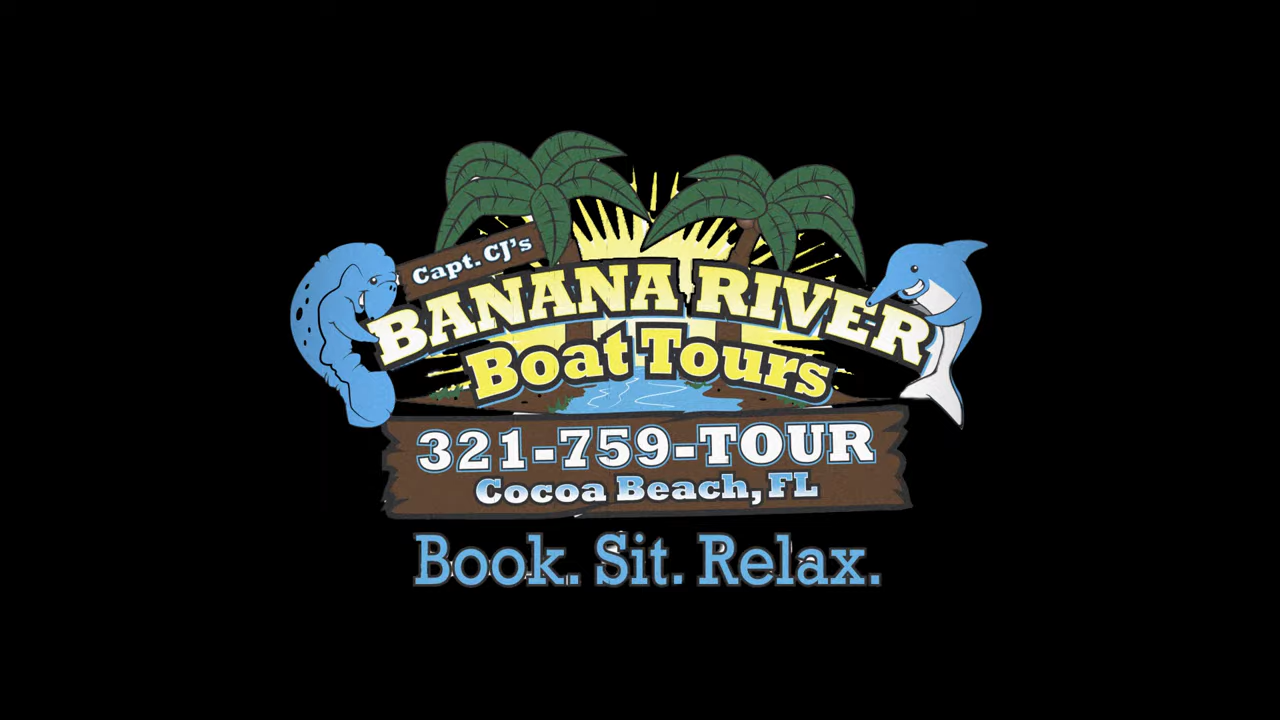 Capt. CJ's
BANANA RIVER
Boat Tours
321-759-TOUR
Cocoa Beach, FL
Book. Sit. Relax.